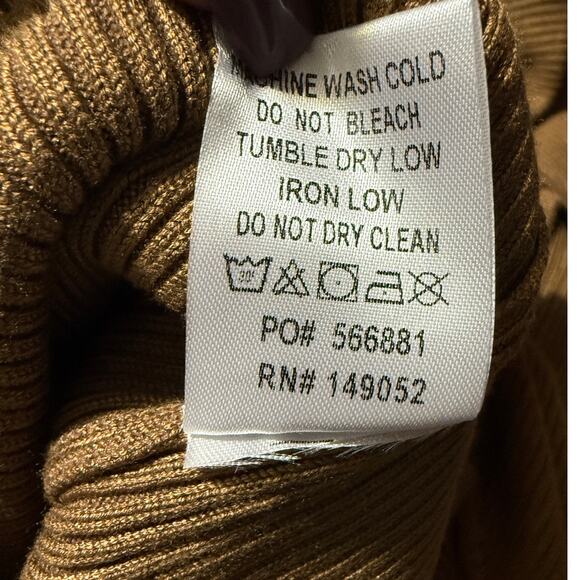 MACHINE WASH COLD
DO NOT BLEACH
TUMBLE DRY LOW
IRON LOW
DO NOT DRY CLEAN
30°
PO# 566881
RN# 149052